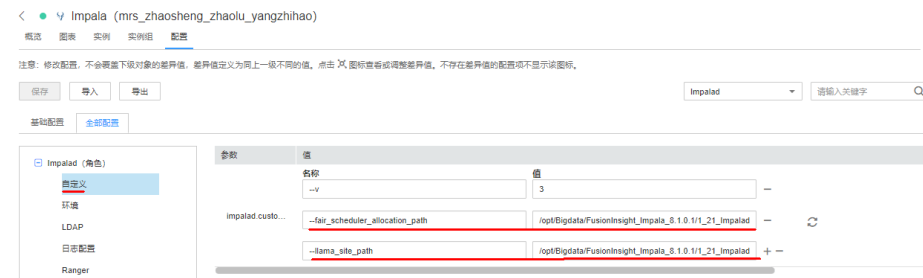 Impala（mrs_zhaosheng_zhaolu_yangzhihao）
概览 图表 实例 实例组 配置
注意：修改配置，不会覆盖下级对象的差异值，差异值定义为同上一级不同的值。点击 图标查看或调整差异值。不存在差异值的配置项不显示该图标。
保存 导入 导出 Impalad 请输入关键字
基础配置 全部配置
Impalad（角色） 参数 值
名称 值
自定义 --v 3
环境
LDAP impalad.custo... --fair_scheduler_allocation_path /opt/Bigdata/FusionInsight_Impala_8.1.0.1/1_21_Impalad
日志配置 --llama_site_path /opt/Bigdata/FusionInsight_Impala_8.1.0.1/1_21_Impalad
Ranger